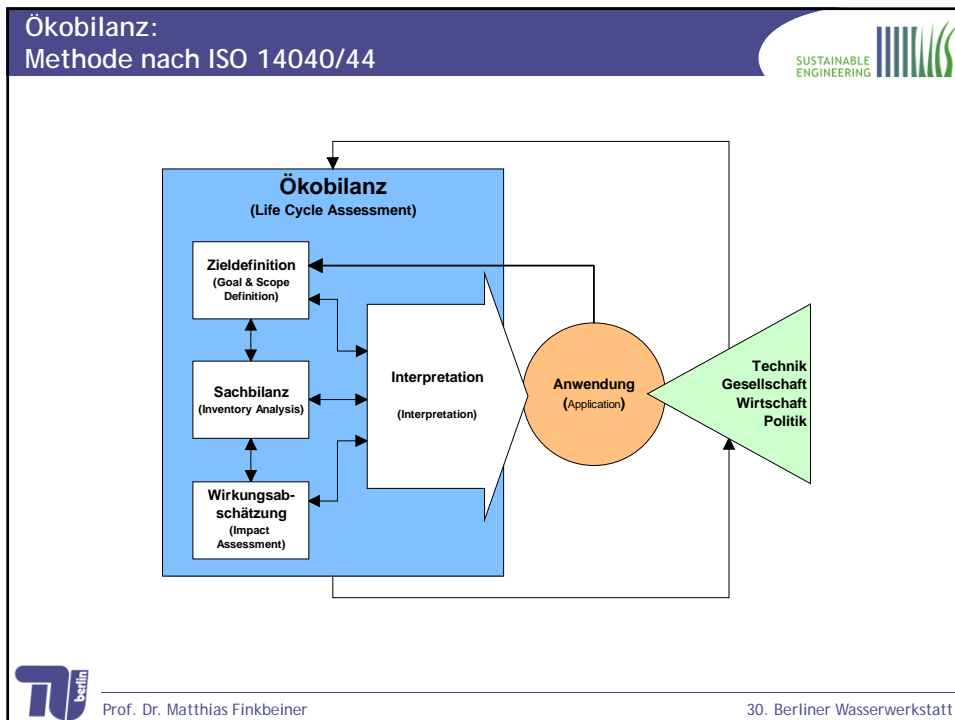 Ökobilanz:
Methode nach ISO 14040/44
SUSTAINABLE
ENGINEERING
Ökobilanz
(Life Cycle Assessment)
Zieldefinition
(Goal & Scope
Definition)
Sachbilanz
(Inventory Analysis)
Wirkungsab-
schätzung
(Impact
Assessment)
Interpretation
(Interpretation)
Anwendung
(Application)
Technik
Gesellschaft
Wirtschaft
Politik
berlin
Prof. Dr. Matthias Finkbeiner
30. Berliner Wasserwerkstatt